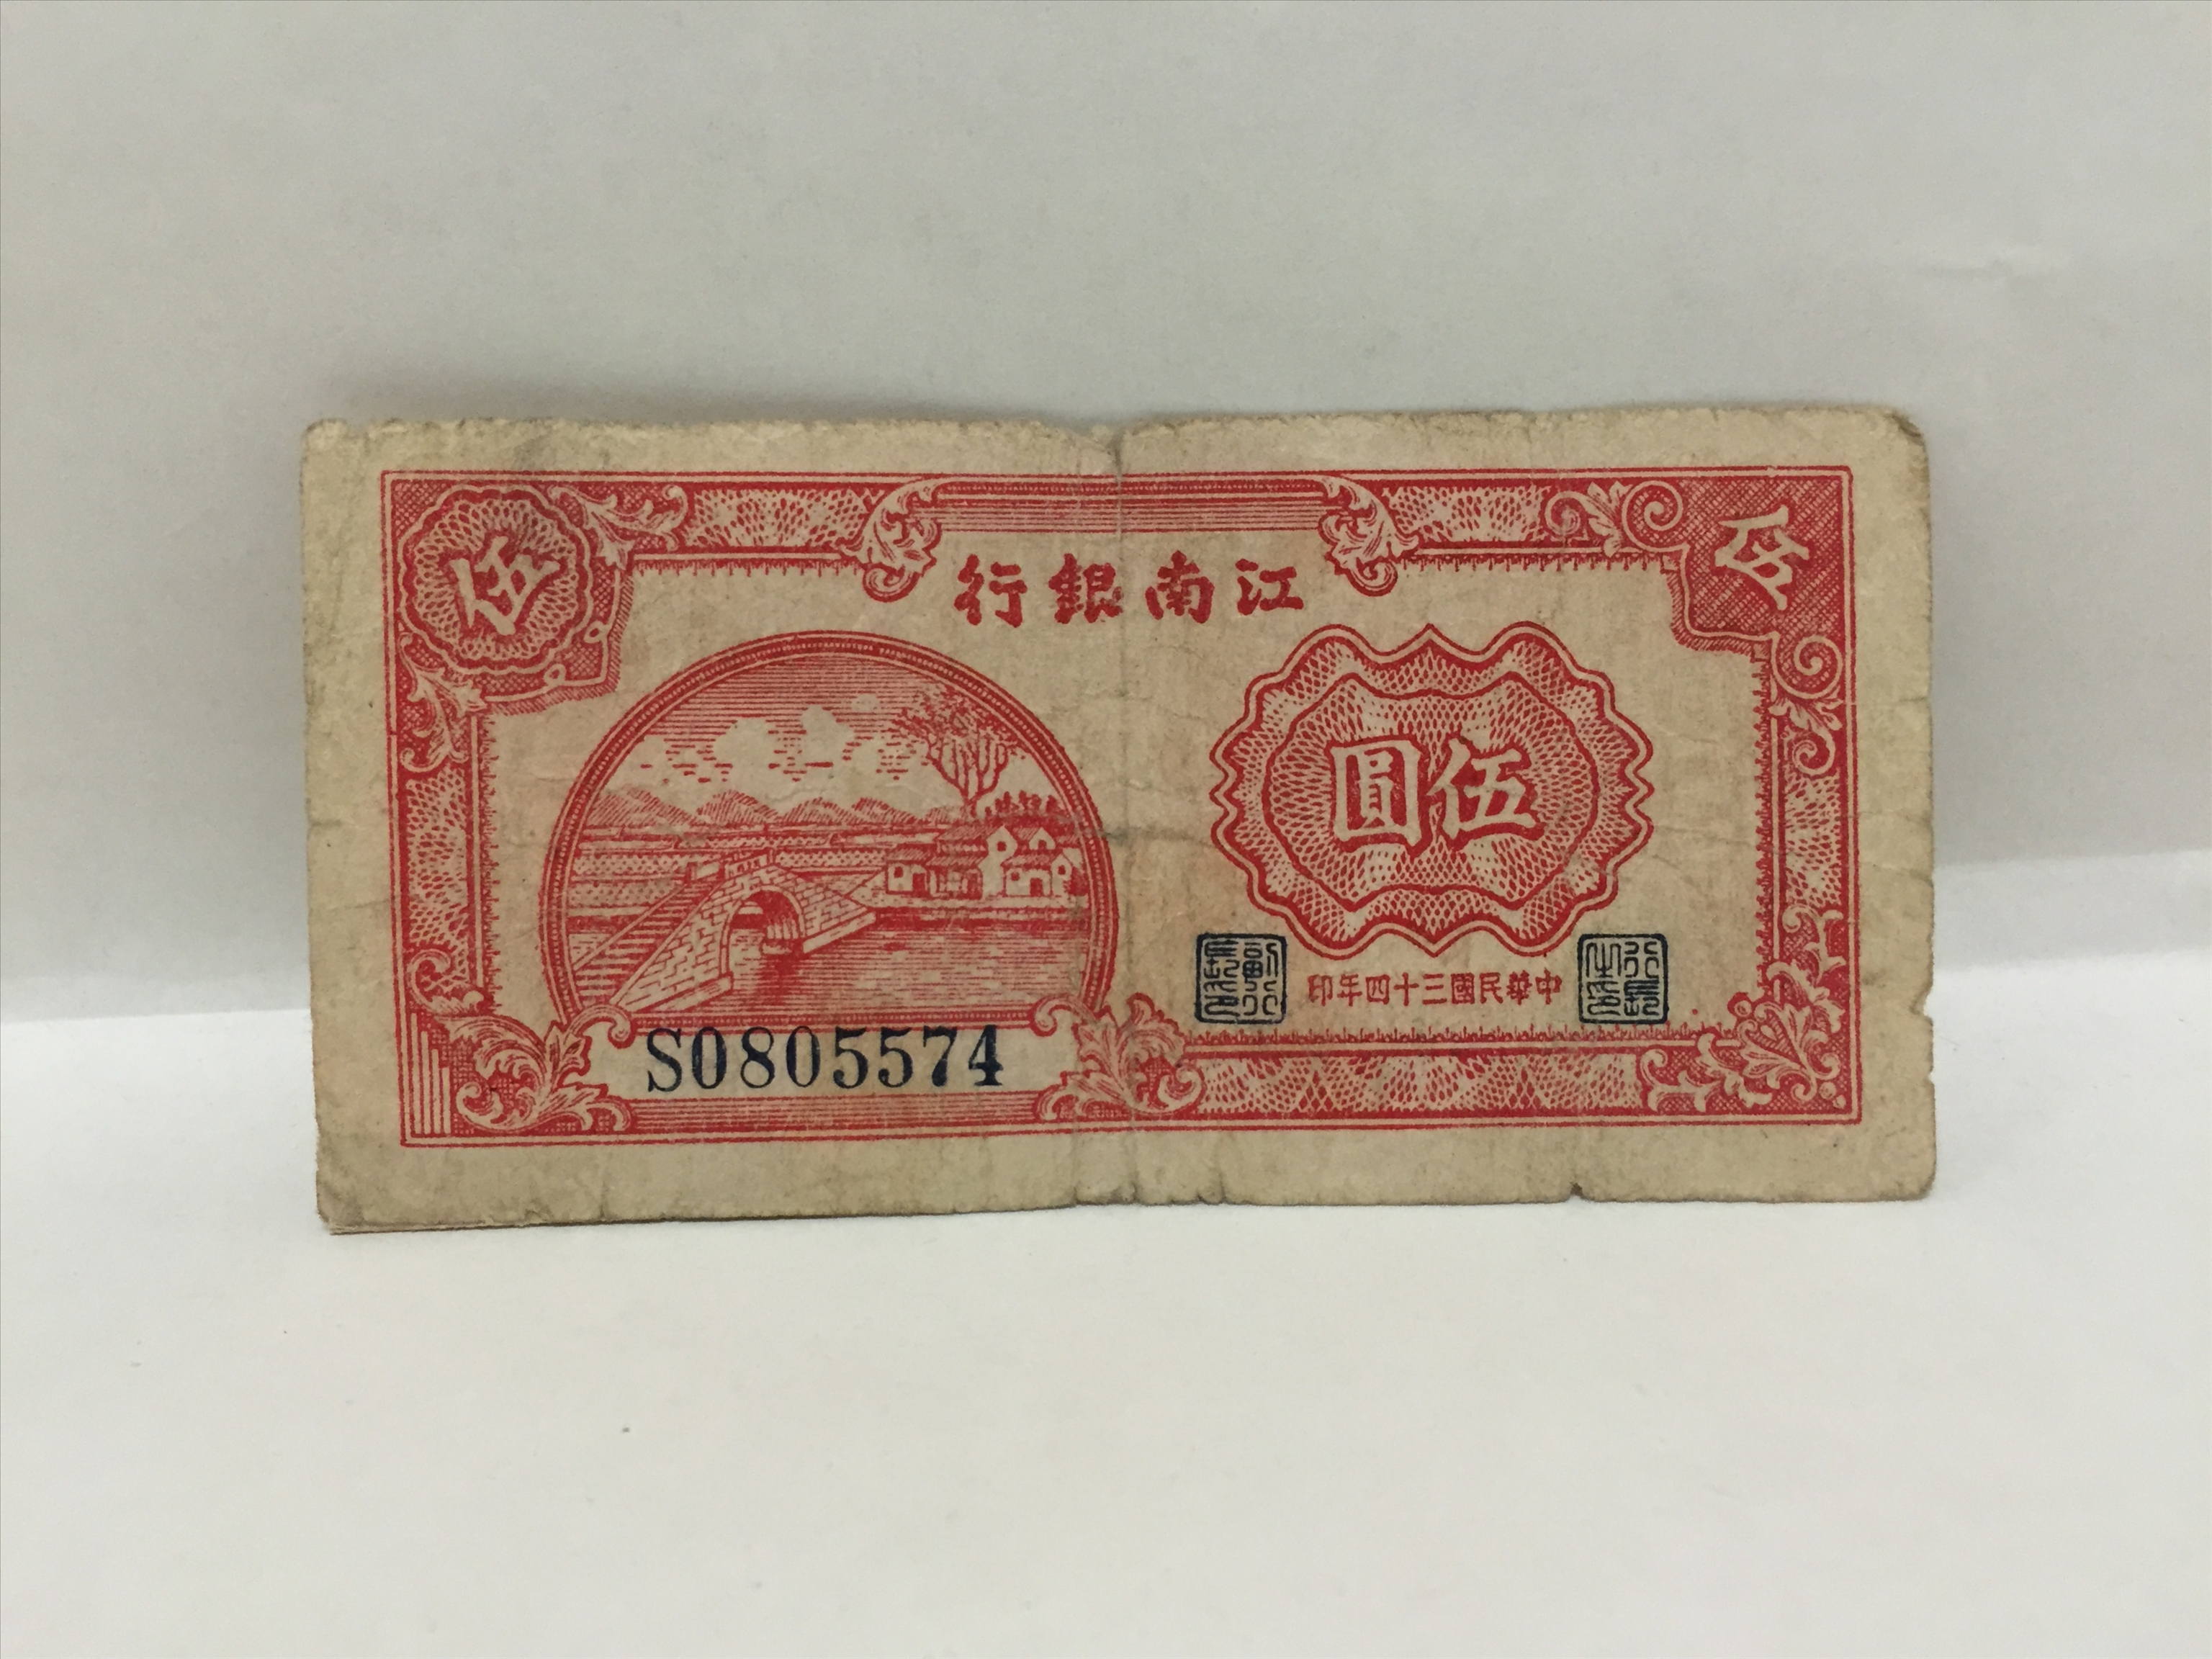 伍
伍
江南銀行
伍圓
中華民國三十四年印
S0805574